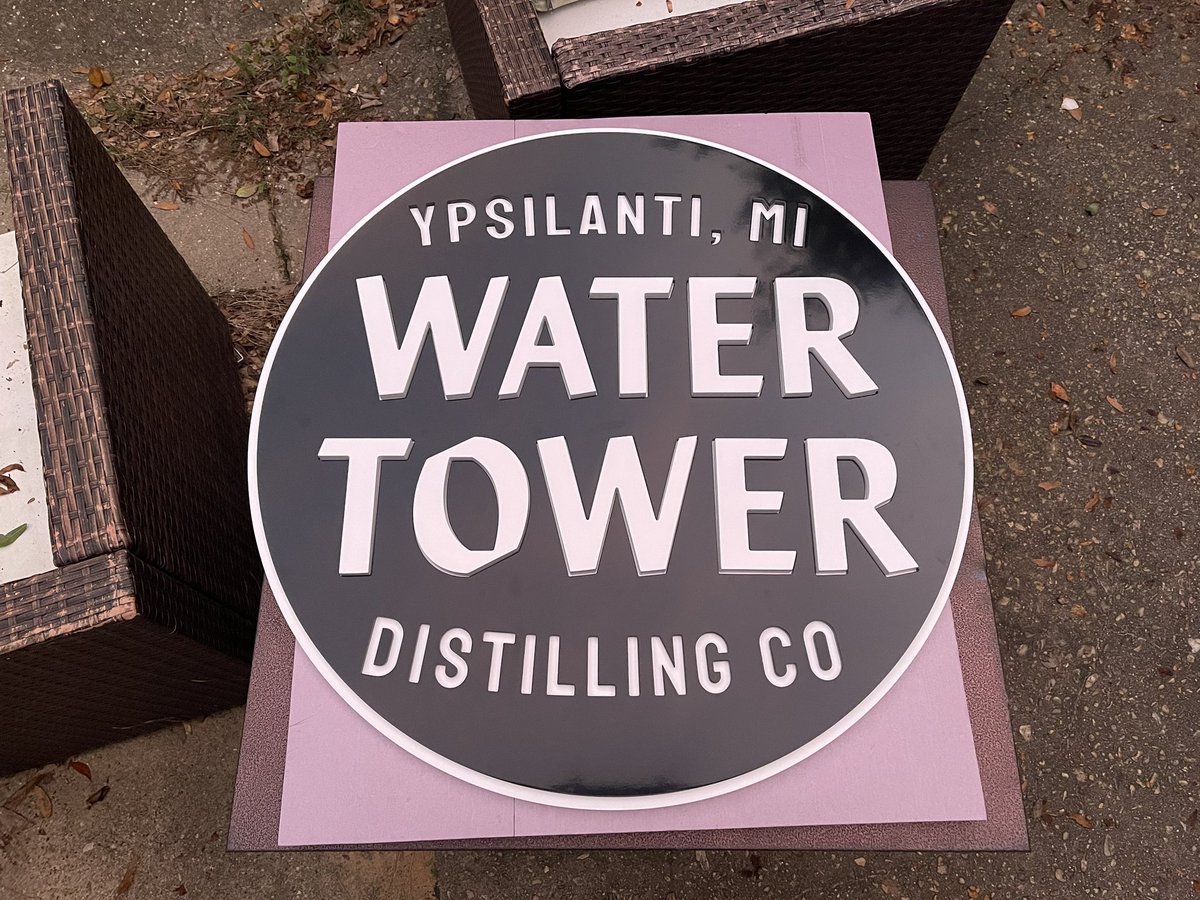 YPSILANTI, MI
WATER
TOWER
DISTILLING CO